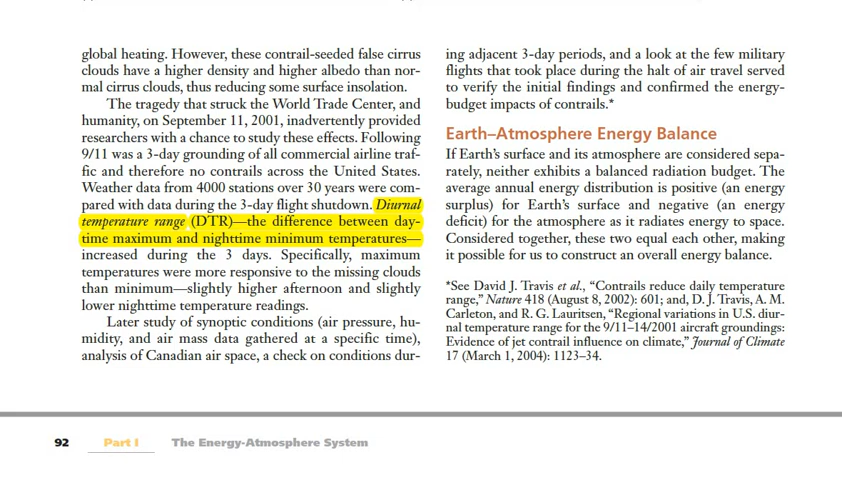 global heating. However, these contrail-seeded false cirrus
clouds have a higher density and higher albedo than nor-
mal cirrus clouds, thus reducing some surface insolation.
The tragedy that struck the World Trade Center, and
humanity, on September 11, 2001, inadvertently provided
researchers with a chance to study these effects. Following
9/11 was a 3-day grounding of all commercial airline traf-
fic and therefore no contrails across the United States.
Weather data from 4000 stations over 30 years were com-
pared with data during the 3-day flight shutdown. Diurnal
temperature range (DTR)—the difference between day-
time maximum and nighttime minimum temperatures—
increased during the 3 days. Specifically, maximum
temperatures were more responsive to the missing clouds
than minimum—slightly higher afternoon and slightly
lower nighttime temperature readings.
Later study of synoptic conditions (air pressure, hu-
midity, and air mass data gathered at a specific time),
analysis of Canadian air space, a check on conditions dur-
ing adjacent 3-day periods, and a look at the few military
flights that took place during the halt of air travel served
to verify the initial findings and confirmed the energy-
budget impacts of contrails.*
Earth–Atmosphere Energy Balance
If Earth's surface and its atmosphere are considered sepa-
rately, neither exhibits a balanced radiation budget. The
average annual energy distribution is positive (an energy
surplus) for Earth's surface and negative (an energy
deficit) for the atmosphere as it radiates energy to space.
Considered together, these two equal each other, making
it possible for us to construct an overall energy balance.
*See David J. Travis et al., "Contrails reduce daily temperature
range," Nature 418 (August 8, 2002): 601; and, D. J. Travis, A. M.
Carleton, and R. G. Lauritsen, "Regional variations in U.S. diur-
nal temperature range for the 9/11–14/2001 aircraft groundings:
Evidence of jet contrail influence on climate," Journal of Climate
17 (March 1, 2004): 1123–34.
92 Part I The Energy-Atmosphere System